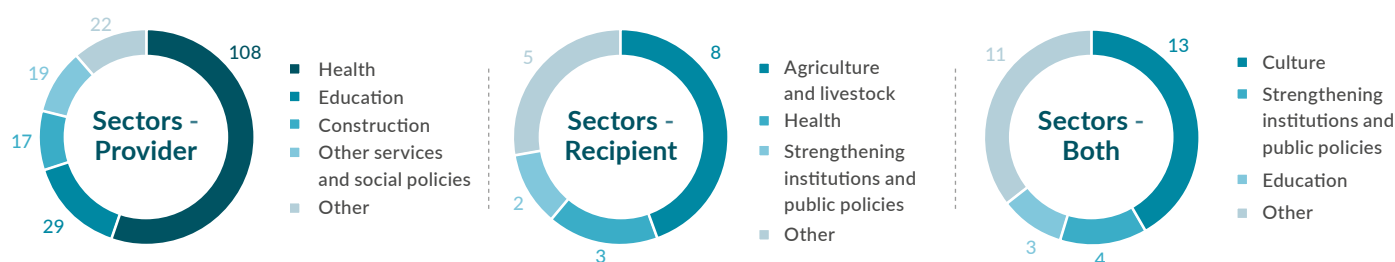 22
108
19
17
29
Sectors -
Provider
Health
Education
Construction
Other services
and social policies
Other
5
8
2
3
Sectors -
Recipient
Agriculture
and livestock
Health
Strengthening
institutions and
public policies
Other
11
13
3
4
Sectors -
Both
Culture
Strengthening
institutions and
public policies
Education
Other